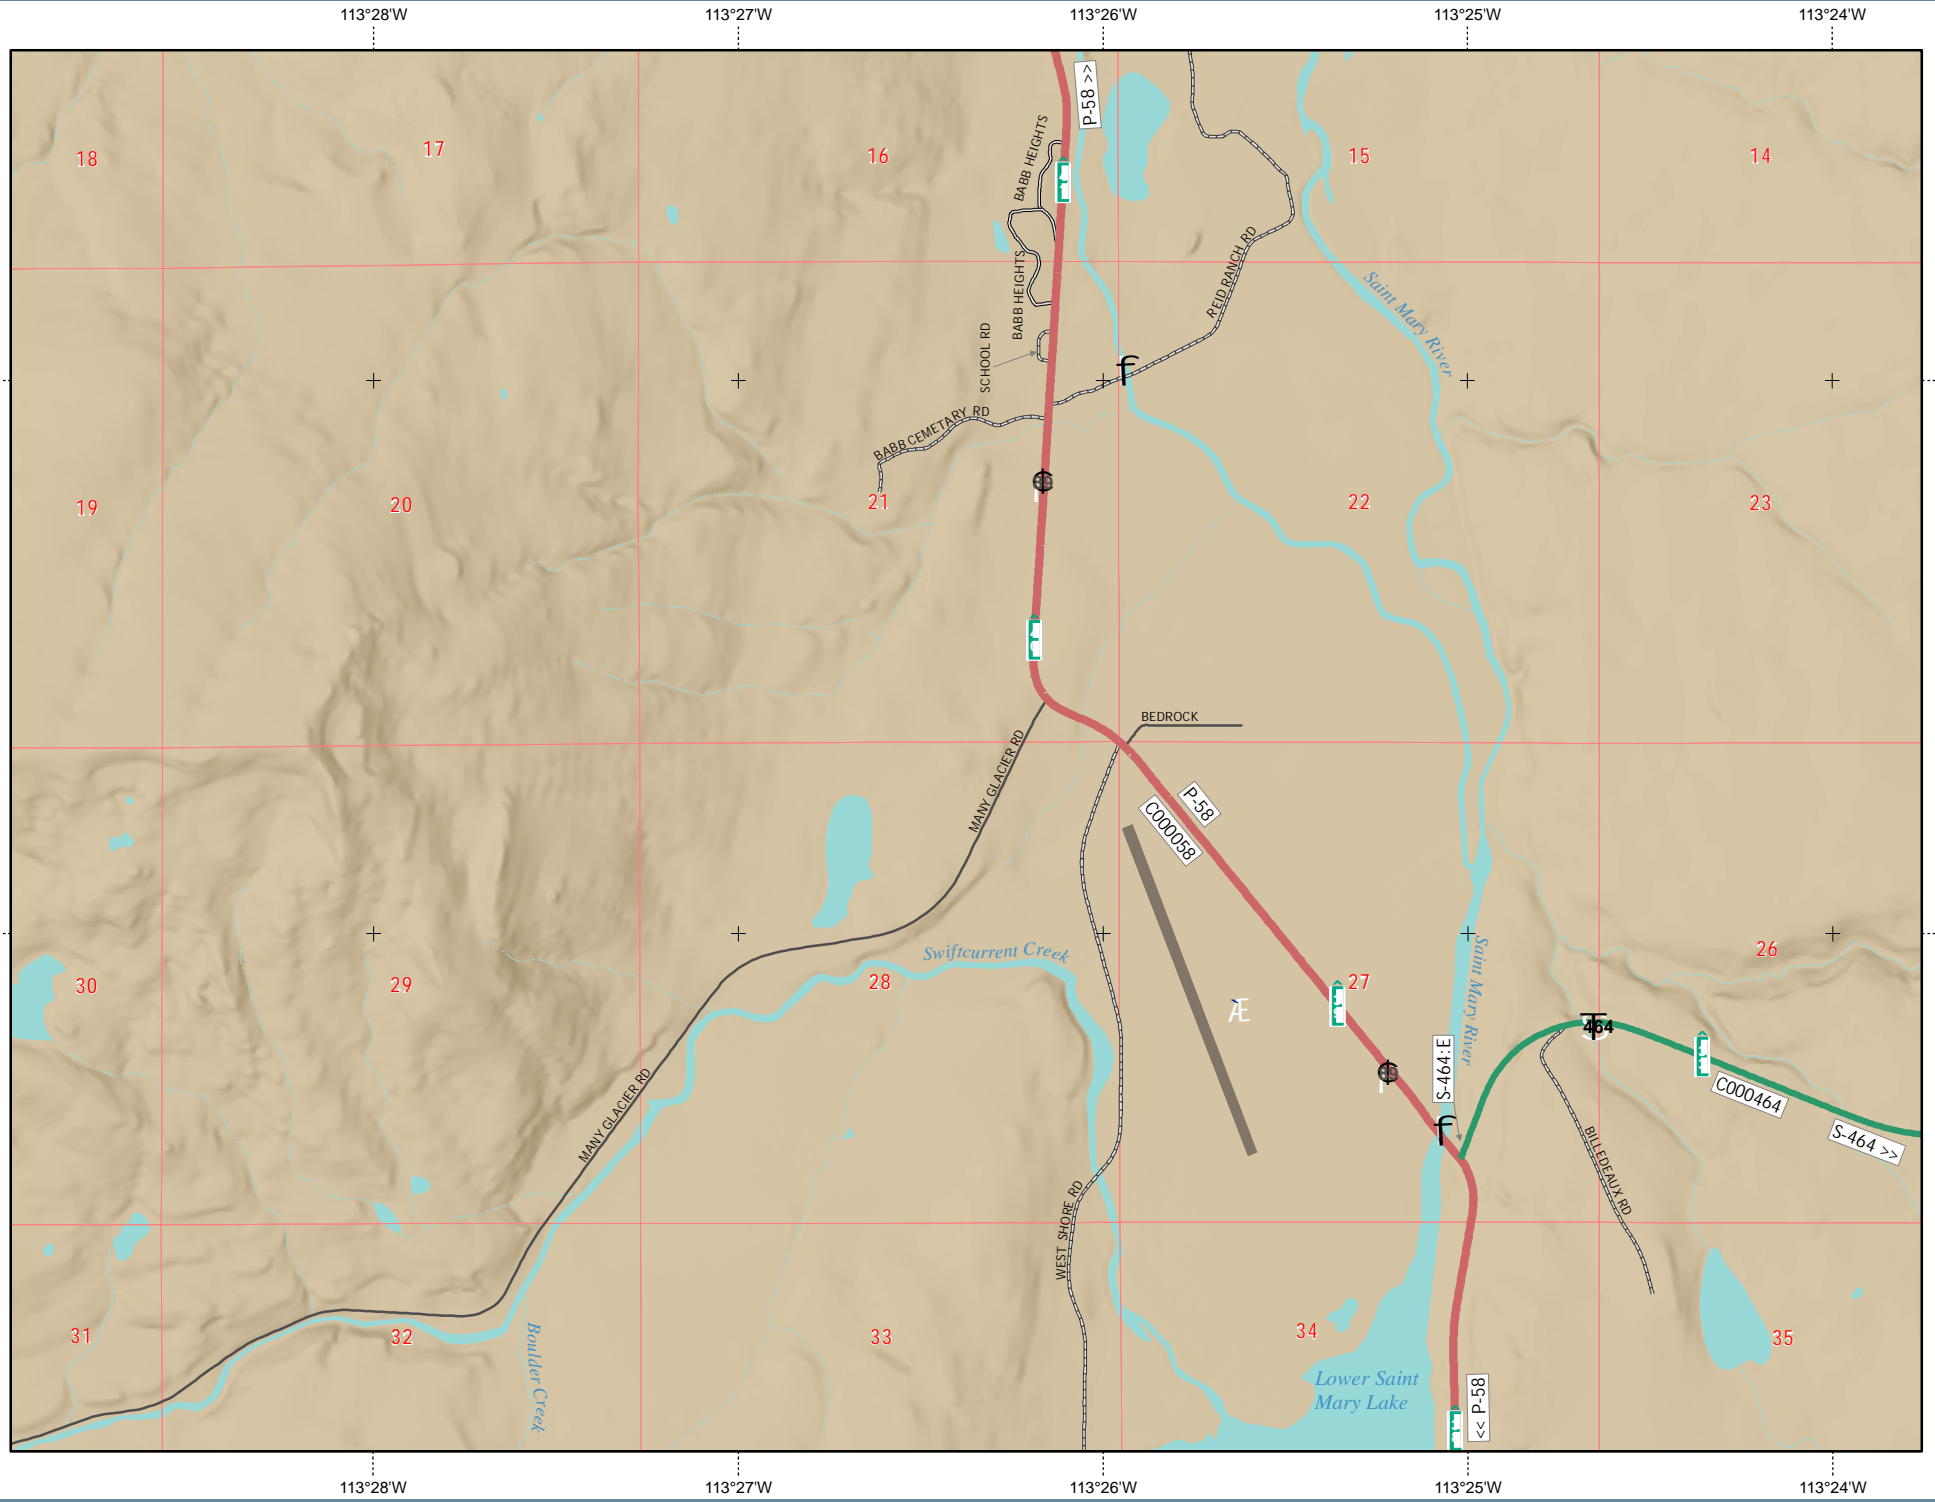 113°28'W
113°27'W
113°26'W
113°25'W
113°24'W
P-58 >>
18
17
16
15
14
BABB HEIGHTS
REID RANCH RD
BABB HEIGHTS
Saint Mary River
SCHOOL RD
BABB CEMETARY RD
19
20
21
22
23
BEDROCK
MANY GLACIER RD
P-58
C000058
Swiftcurrent Creek
Saint Mary River
26
30
29
28
27
464
S-464:E
C000464
S-464 >>
MANY GLACIER RD
BILLEDEAUX RD
WEST SHORE RD
31
32
33
34
35
Boulder Creek
Lower Saint
Mary Lake
<< P-58
113°28'W
113°27'W
113°26'W
113°25'W
113°24'W